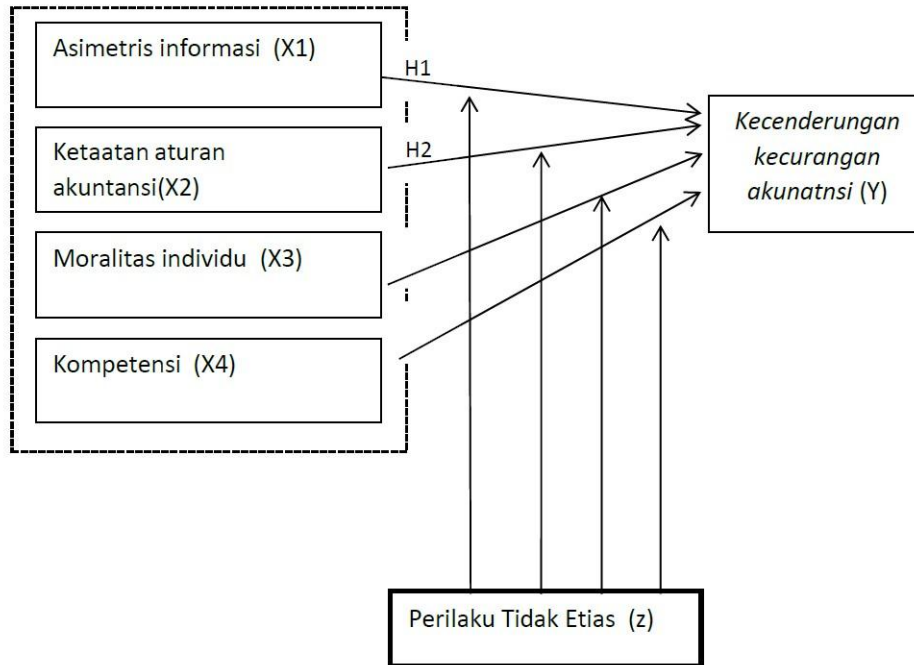 Asimetris informasi (X1)
H1
Ketaatan aturan
akuntansi(X2)
H2
Moralitas individu (X3)
Kompetensi (X4)
Kecenderungan
kecurangan
akunatnsi (Y)
Perilaku Tidak Etias (z)